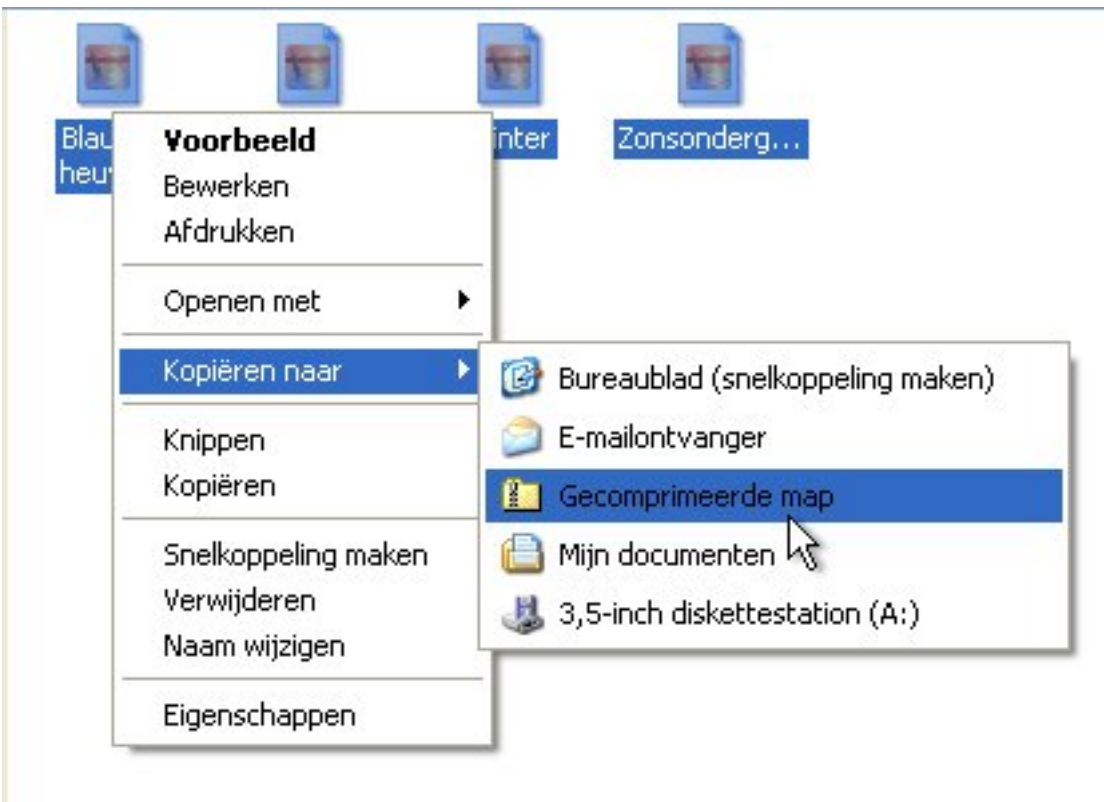 Blau
heu
inter
Zonsonderg...
Voorbeeld
Bewerken
Afdrukken
Openen met
Kopiëren naar
Knippen
Kopiëren
Snelkoppeling maken
Verwijderen
Naam wijzigen
Eigenschappen
Bureaublad (snelkoppeling maken)
E-mailontvanger
Gecomprimeerde map
Mijn documenten
3,5-inch diskettestation (A:)